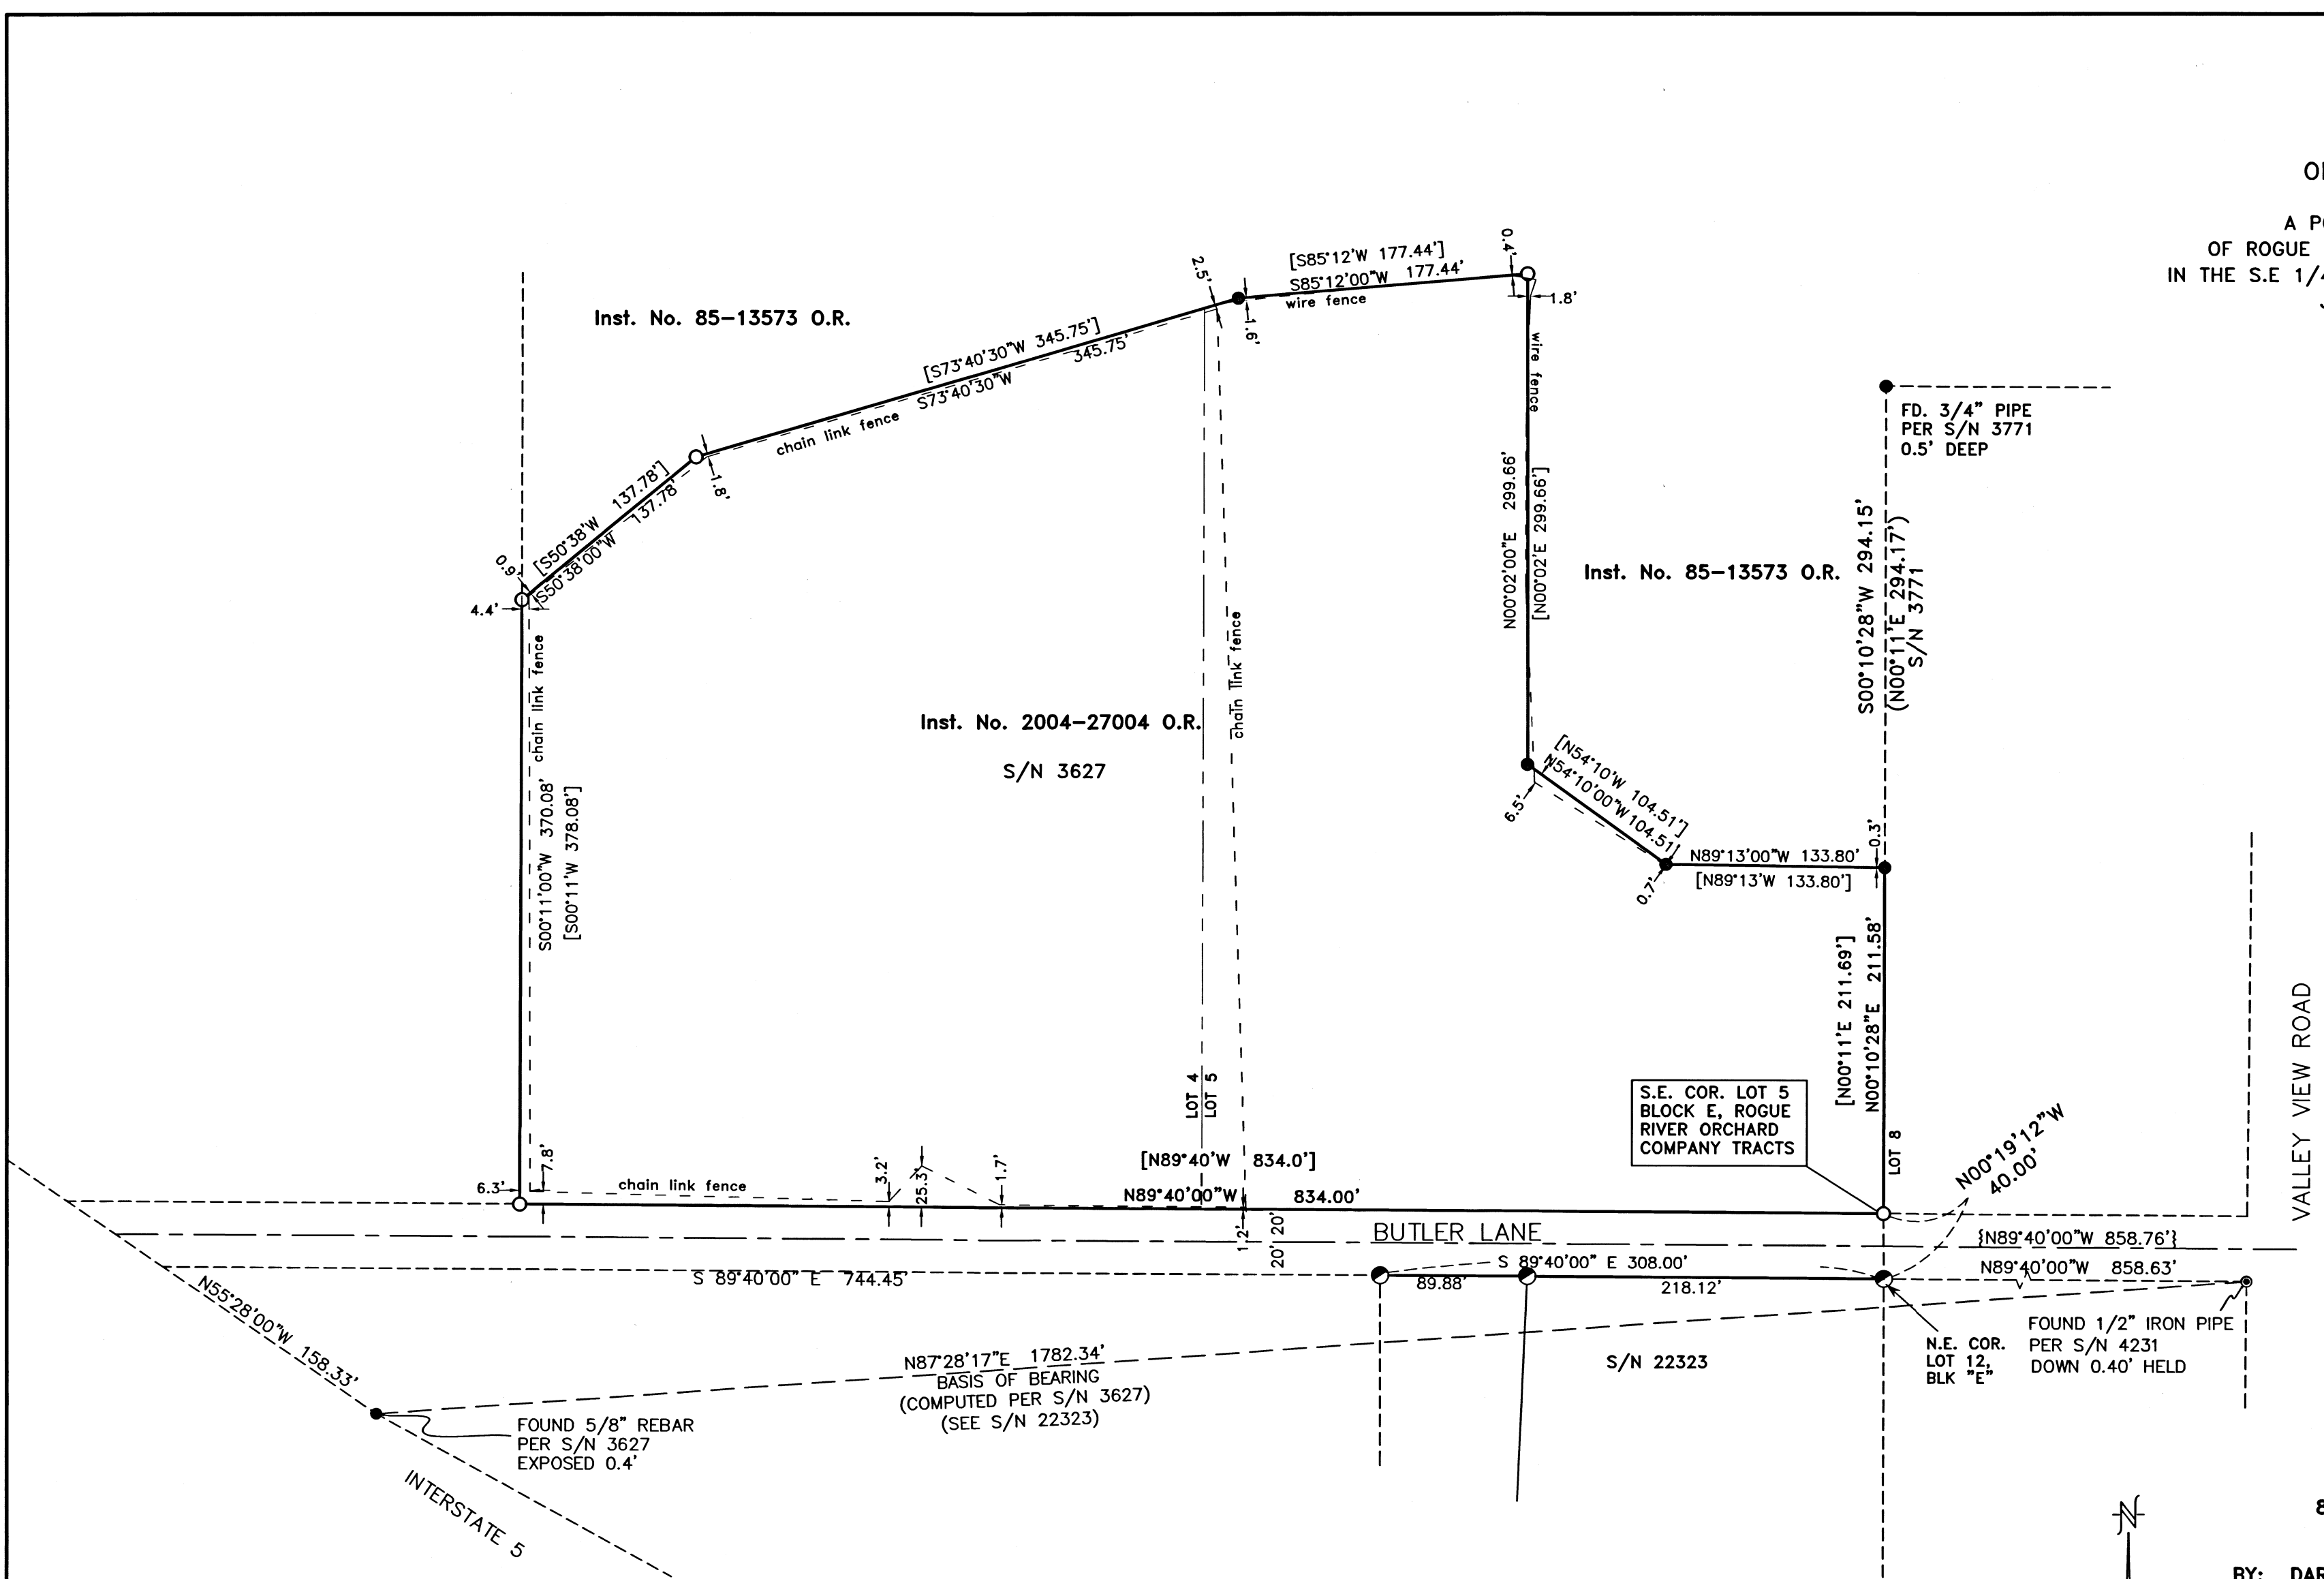 OF
A PO
OF ROGUE
IN THE S.E 1/4
Inst. No. 85-13573 O.R.
2.5'
[S85°12'W 177.44']
S85°12'00"W 177.44'
wire fence
0.4'
1.8'
1.6'
[S73°40'30"W 345.75']
S73°40'30"W 345.75'
chain link fence
wire fence
1.8'
FD. 3/4" PIPE
PER S/N 3771
0.5' DEEP
[S50°38'W 137.78']
S50°38'00"W 137.78'
0.9'
4.4'
N00°02'00"E 299.66'
[N00°02'E 299.66']
Inst. No. 85-13573 O.R.
S00°10'28"W 294.15'
(N00°11'E 294.17')
S/N 3771
chain link fence
chain link fence
Inst. No. 2004-27004 O.R.
S/N 3627
S00°11'00"W 370.08'
[S00°11'W 378.08']
[N54°10'W 104.51']
N54°10'00"W 104.51'
6.5'
0.7'
N89°13'00"W 133.80'
[N89°13'W 133.80']
0.3'
[N00°11'E 211.69']
N00°10'28"E 211.58'
VALLEY VIEW ROAD
S.E. COR. LOT 5
BLOCK E, ROGUE
RIVER ORCHARD
COMPANY TRACTS
LOT 4
LOT 5
LOT 8
N00°19'12"W
40.00'
6.3'
7.8'
chain link fence
3.2'
25.3'
1.7'
[N89°40'W 834.0']
N89°40'00"W 834.00'
1.2'
20' 20'
BUTLER LANE
{N89°40'00"W 858.76'}
N89°40'00"W 858.63'
S 89°40'00" E 744.45'
S 89°40'00" E 308.00'
89.88'
218.12'
N55°28'00"W 158.33'
N87°28'17"E 1782.34'
BASIS OF BEARING
(COMPUTED PER S/N 3627)
(SEE S/N 22323)
S/N 22323
N.E. COR.
LOT 12,
BLK "E"
FOUND 1/2" IRON PIPE
PER S/N 4231
DOWN 0.40' HELD
FOUND 5/8" REBAR
PER S/N 3627
EXPOSED 0.4'
INTERSTATE 5
N
BY: DAR